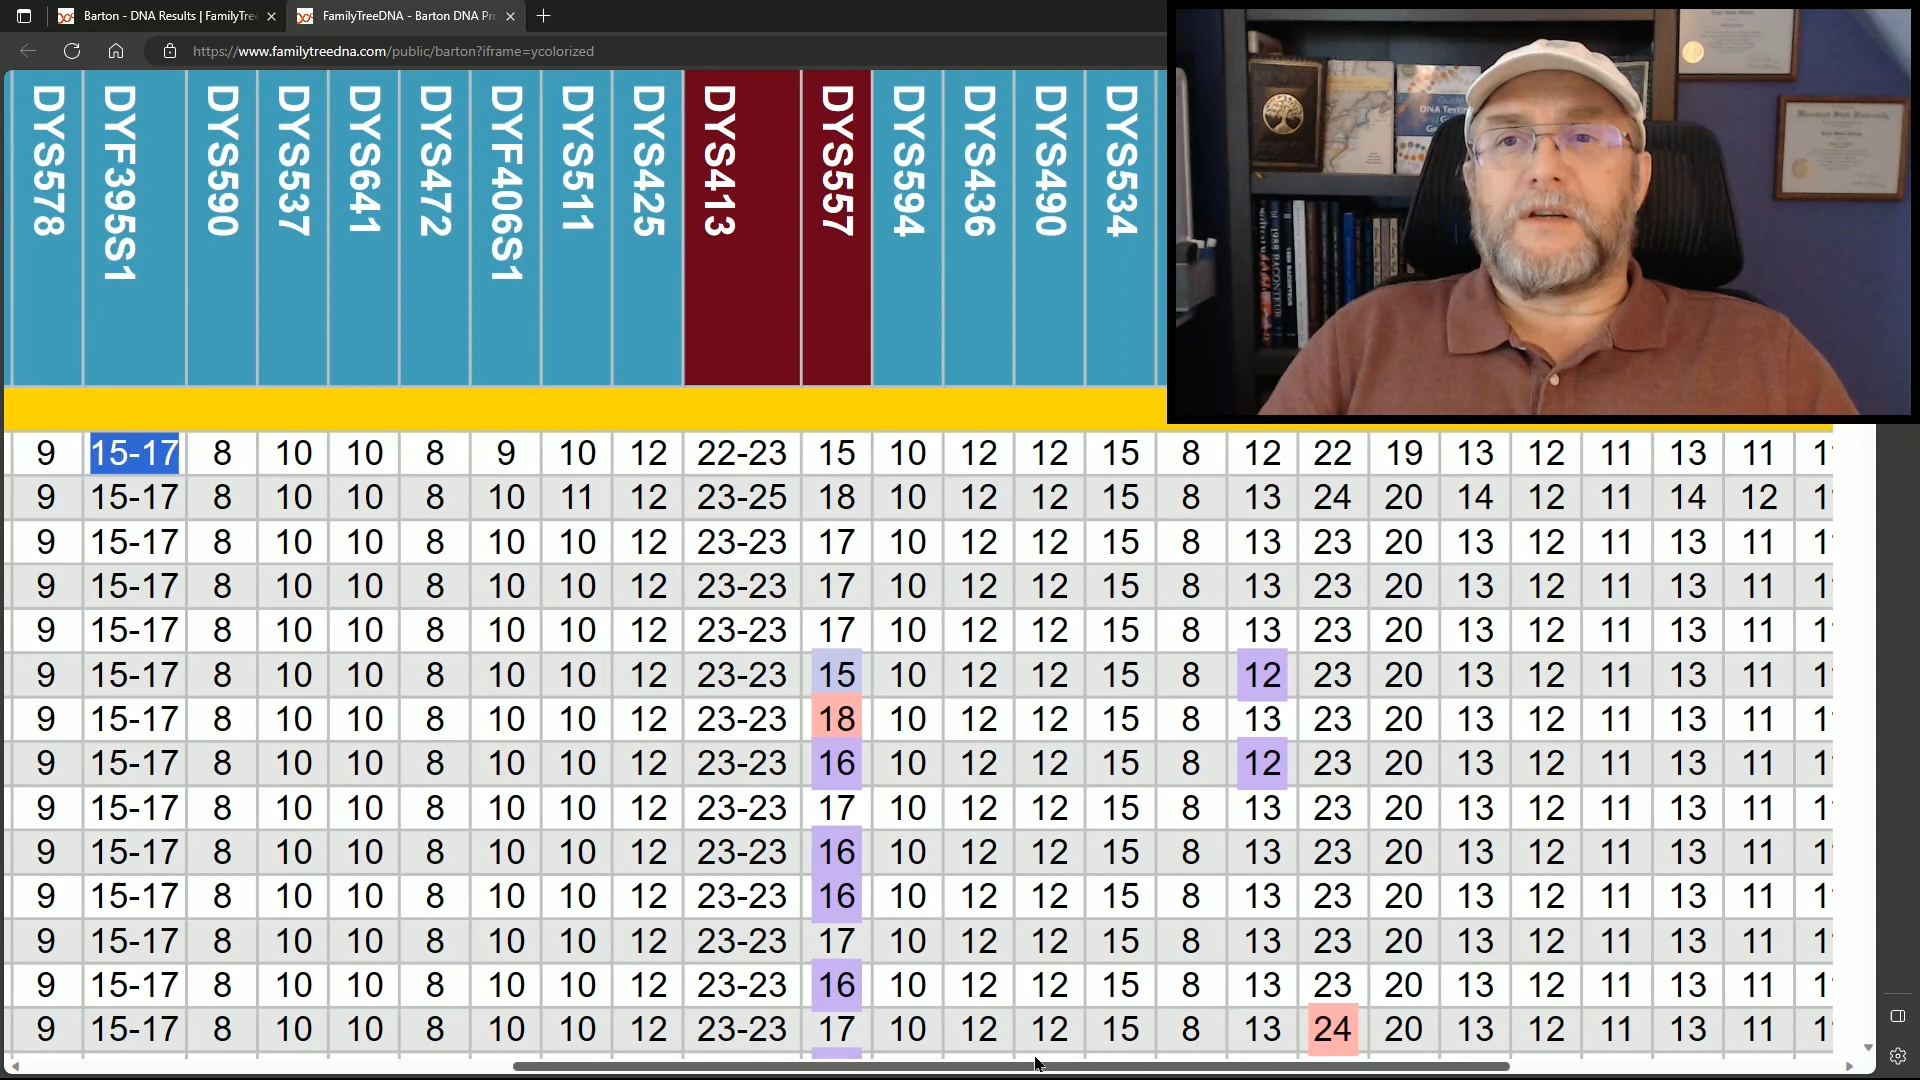 Barton - DNA Results | FamilyTree
FamilyTreeDNA - Barton DNA Pr
https://www.familytreedna.com/public/barton?iframe=ycolorized
DYS578 DYF395S1 DYS590 DYS537 DYS641 DYS472 DYF406S1 DYS511 DYS425 DYS413 DYS557 DYS594 DYS436 DYS490 DYS534
9 15-17 8 10 10 8 9 10 12 22-23 15 10 12 12 15 8 12 22 19 13 12 11 13 11 1
9 15-17 8 10 10 8 10 11 12 23-25 18 10 12 12 15 8 13 24 20 14 12 11 14 12 1
9 15-17 8 10 10 8 10 10 12 23-23 17 10 12 12 15 8 13 23 20 13 12 11 13 11 1
9 15-17 8 10 10 8 10 10 12 23-23 17 10 12 12 15 8 13 23 20 13 12 11 13 11 1
9 15-17 8 10 10 8 10 10 12 23-23 17 10 12 12 15 8 13 23 20 13 12 11 13 11 1
9 15-17 8 10 10 8 10 10 12 23-23 15 10 12 12 15 8 12 23 20 13 12 11 13 11 1
9 15-17 8 10 10 8 10 10 12 23-23 18 10 12 12 15 8 13 23 20 13 12 11 13 11 1
9 15-17 8 10 10 8 10 10 12 23-23 16 10 12 12 15 8 12 23 20 13 12 11 13 11 1
9 15-17 8 10 10 8 10 10 12 23-23 17 10 12 12 15 8 13 23 20 13 12 11 13 11 1
9 15-17 8 10 10 8 10 10 12 23-23 16 10 12 12 15 8 13 23 20 13 12 11 13 11 1
9 15-17 8 10 10 8 10 10 12 23-23 16 10 12 12 15 8 13 23 20 13 12 11 13 11 1
9 15-17 8 10 10 8 10 10 12 23-23 17 10 12 12 15 8 13 23 20 13 12 11 13 11 1
9 15-17 8 10 10 8 10 10 12 23-23 16 10 12 12 15 8 13 23 20 13 12 11 13 11 1
9 15-17 8 10 10 8 10 10 12 23-23 17 10 12 12 15 8 13 24 20 13 12 11 13 11 1
DNA Testi
1988 RACONTEUR